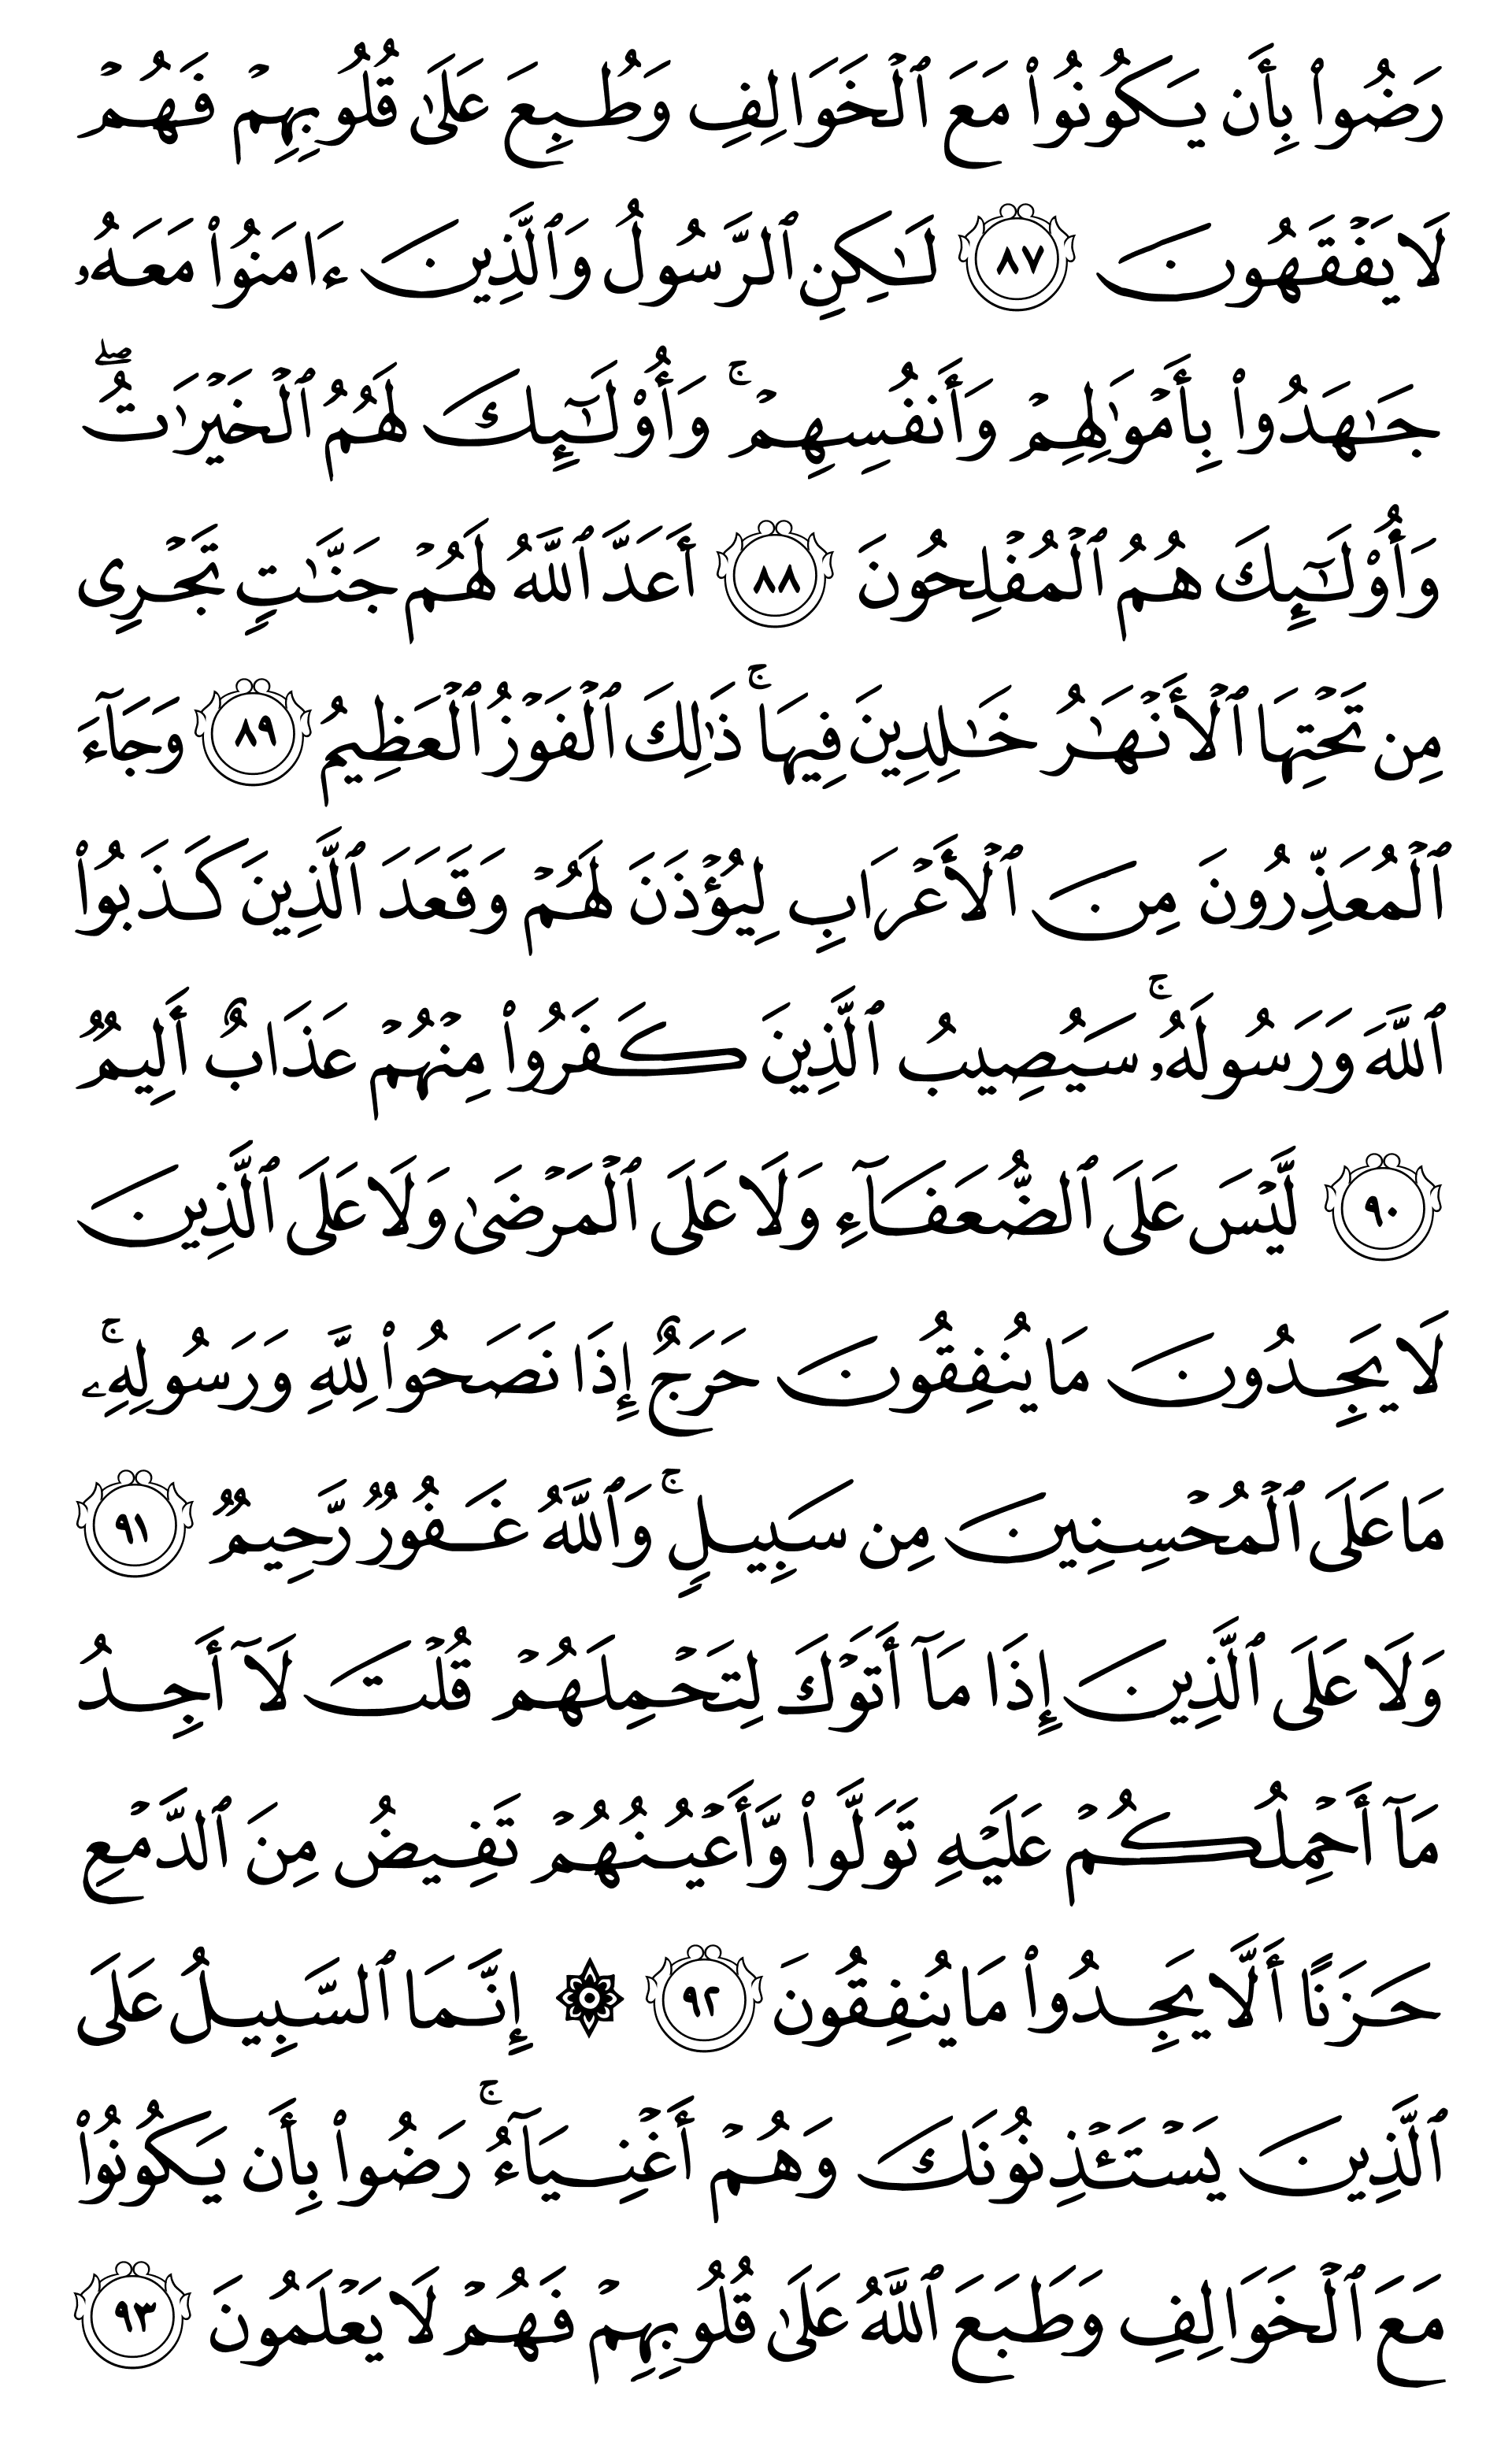 رَضُوا۟ بِأَن يَكُونُوا۟ مَعَ ٱلْخَوَالِفِ وَطُبِعَ عَلَىٰ قُلُوبِهِمْ فَهُمْ
لَا يَفْقَهُونَ ٨٧ لَـٰكِنِ ٱلرَّسُولُ وَٱلَّذِينَ ءَامَنُوا۟ مَعَهُۥ
جَـٰهَدُوا۟ بِأَمْوَٰلِهِمْ وَأَنفُسِهِمْ ۚ وَأُو۟لَـٰٓئِكَ لَهُمُ ٱلْخَيْرَٰتُ ۖ
وَأُو۟لَـٰٓئِكَ هُمُ ٱلْمُفْلِحُونَ ٨٨ أَعَدَّ ٱللَّهُ لَهُمْ جَنَّـٰتٍ تَجْرِى
مِن تَحْتِهَا ٱلْأَنْهَـٰرُ خَـٰلِدِينَ فِيهَا ۚ ذَٰلِكَ ٱلْفَوْزُ ٱلْعَظِيمُ ٨٩ وَجَآءَ
ٱلْمُعَذِّرُونَ مِنَ ٱلْأَعْرَابِ لِيُؤْذَنَ لَهُمْ وَقَعَدَ ٱلَّذِينَ كَذَبُوا۟
ٱللَّهَ وَرَسُولَهُۥ ۚ سَيُصِيبُ ٱلَّذِينَ كَفَرُوا۟ مِنْهُمْ عَذَابٌ أَلِيمٌ
٩٠ لَّيْسَ عَلَى ٱلضُّعَفَآءِ وَلَا عَلَى ٱلْمَرْضَىٰ وَلَا عَلَى ٱلَّذِينَ
لَا يَجِدُونَ مَا يُنفِقُونَ حَرَجٌ إِذَا نَصَحُوا۟ لِلَّهِ وَرَسُولِهِۦ ۚ
مَا عَلَى ٱلْمُحْسِنِينَ مِن سَبِيلٍ ۚ وَٱللَّهُ غَفُورٌ رَّحِيمٌ ٩١
وَلَا عَلَى ٱلَّذِينَ إِذَا مَآ أَتَوْكَ لِتَحْمِلَهُمْ قُلْتَ لَآ أَجِدُ
مَآ أَحْمِلُكُمْ عَلَيْهِ تَوَلَّوا۟ وَّأَعْيُنُهُمْ تَفِيضُ مِنَ ٱلدَّمْعِ
حَزَنًا أَلَّا يَجِدُوا۟ مَا يُنفِقُونَ ٩٢ ۞ إِنَّمَا ٱلسَّبِيلُ عَلَى
ٱلَّذِينَ يَسْتَـْٔذِنُونَكَ وَهُمْ أَغْنِيَآءُ ۚ رَضُوا۟ بِأَن يَكُونُوا۟
مَعَ ٱلْخَوَالِفِ وَطَبَعَ ٱللَّهُ عَلَىٰ قُلُوبِهِمْ فَهُمْ لَا يَعْلَمُونَ ٩٣